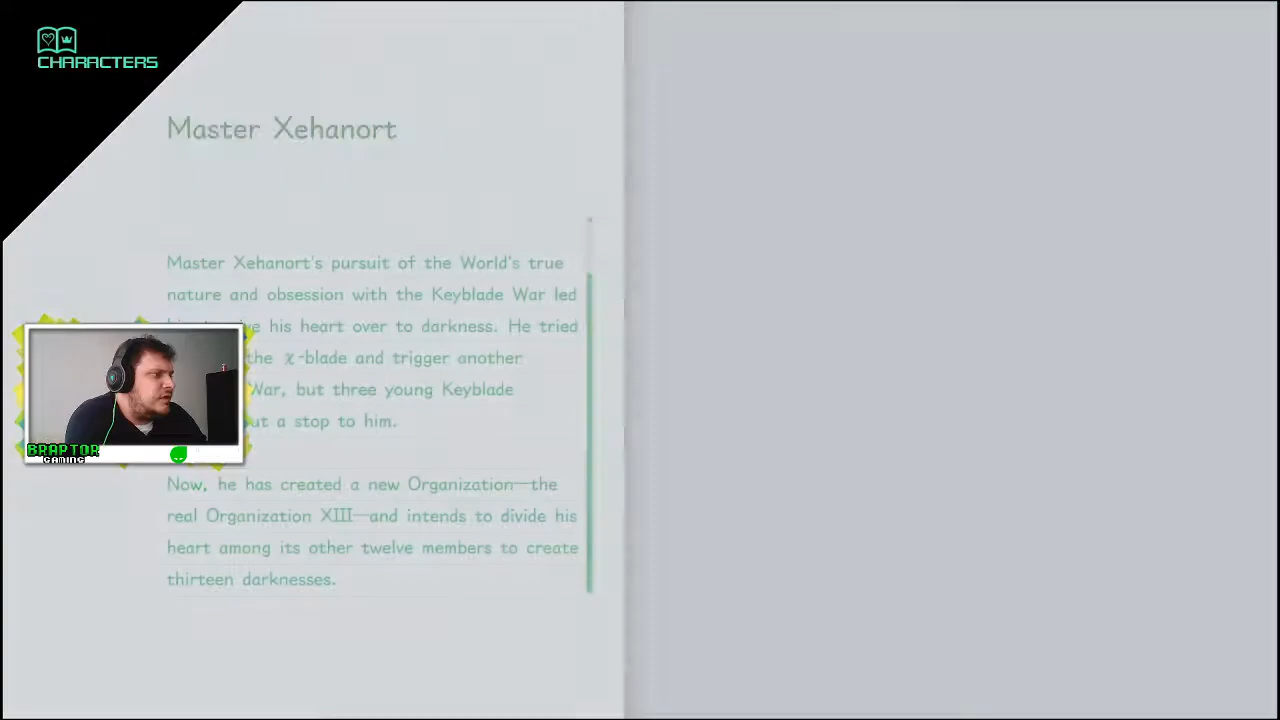 CHARACTERS
Master Xehanort
Master Xehanort's pursuit of the World's true
nature and obsession with the Keyblade War led
his heart over to darkness. He tried
the χ-blade and trigger another
War, but three young Keyblade
a stop to him.
Now, he has created a new Organization—the
real Organization XIII—and intends to divide his
heart among its other twelve members to create
thirteen darknesses.
BRAPTOR
GAMING